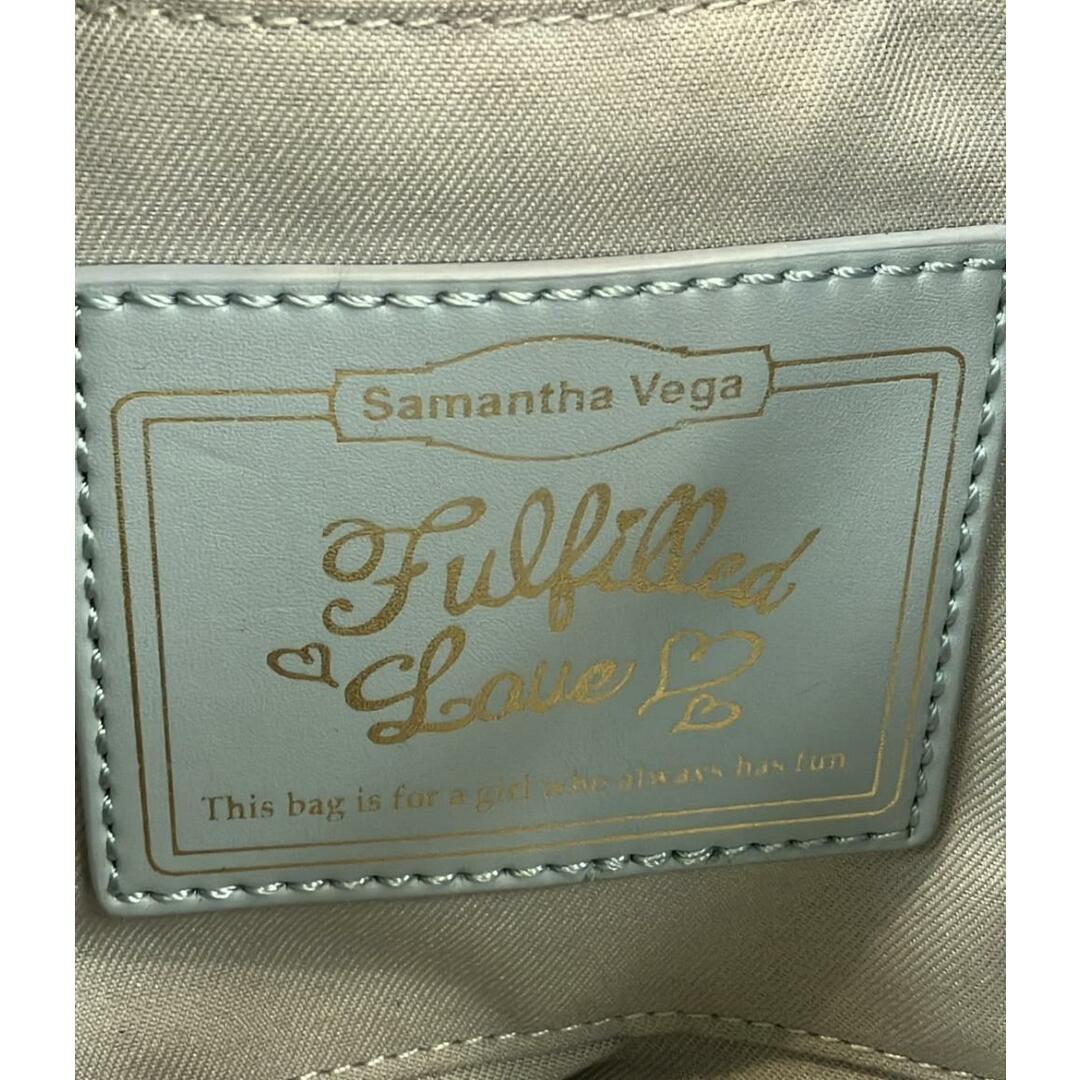 Samantha Vega
Fulfilled
Love
This bag is for a girl who always has fun